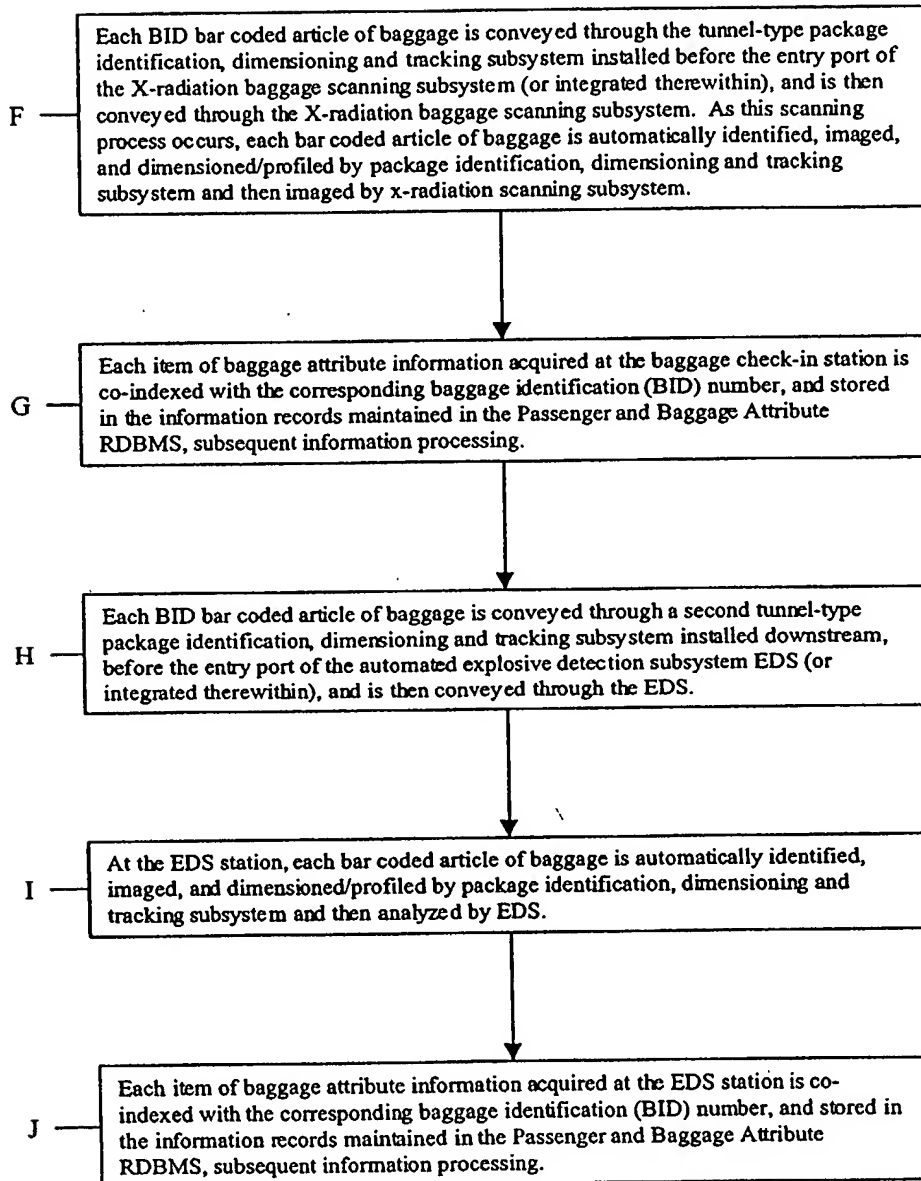 Each BID bar coded article of baggage is conveyed through the tunnel-type package
identification, dimensioning and tracking subsystem installed before the entry port of
the X-radiation baggage scanning subsystem (or integrated therewithin), and is then
conveyed through the X-radiation baggage scanning subsystem. As this scanning
process occurs, each bar coded article of baggage is automatically identified, imaged,
and dimensioned/profiled by package identification, dimensioning and tracking
subsystem and then imaged by x-radiation scanning subsystem.
F
Each item of baggage attribute information acquired at the baggage check-in station is
co-indexed with the corresponding baggage identification (BID) number, and stored
in the information records maintained in the Passenger and Baggage Attribute
RDBMS, subsequent information processing.
G
Each BID bar coded article of baggage is conveyed through a second tunnel-type
package identification, dimensioning and tracking subsystem installed downstream,
before the entry port of the automated explosive detection subsystem EDS (or
integrated therewithin), and is then conveyed through the EDS.
H
At the EDS station, each bar coded article of baggage is automatically identified,
imaged, and dimensioned/profiled by package identification, dimensioning and
tracking subsystem and then analyzed by EDS.
I
Each item of baggage attribute information acquired at the EDS station is co-
indexed with the corresponding baggage identification (BID) number, and stored in
the information records maintained in the Passenger and Baggage Attribute
RDBMS, subsequent information processing.
J